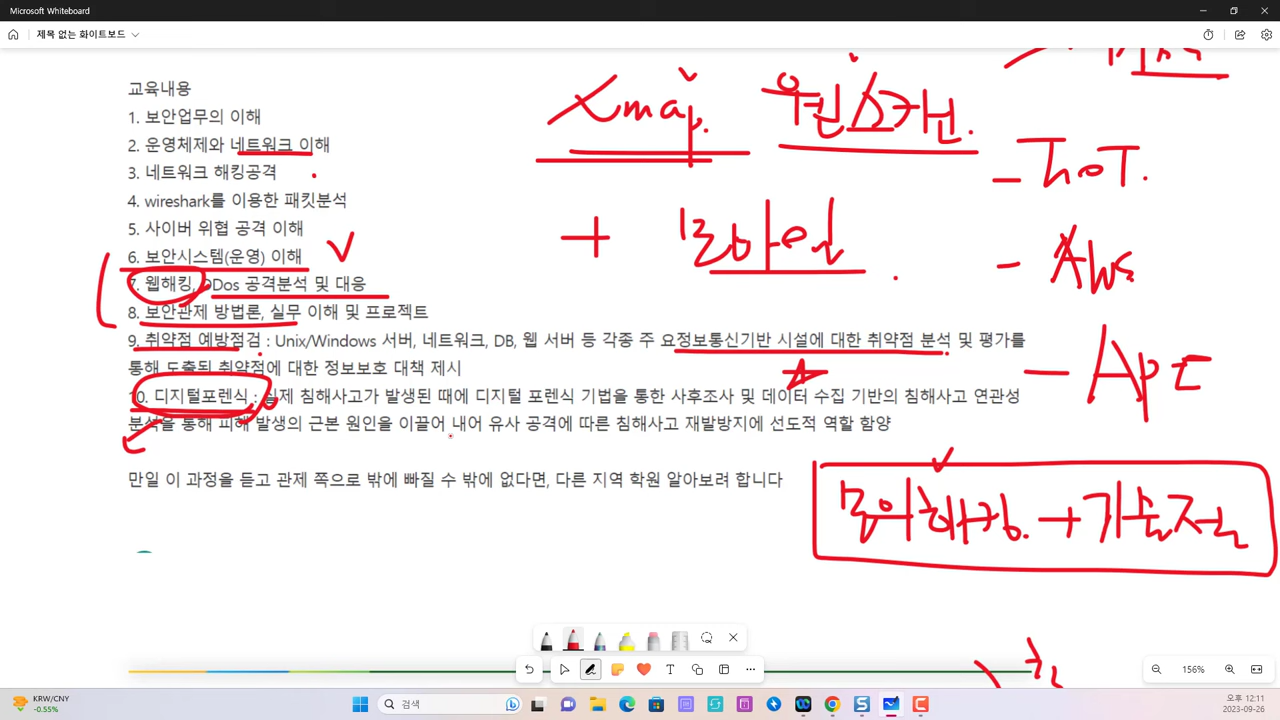 Microsoft Whiteboard
제목 없는 화이트보드
교육내용
1. 보안업무의 이해
2. 운영체제와 네트워크 이해
3. 네트워크 해킹공격
4. wireshark를 이용한 패킷분석
5. 사이버 위협 공격 이해
6. 보안시스템(운영) 이해
7. 웹해킹, DDos 공격분석 및 대응
8. 보안관제 방법론, 실무 이해 및 프로젝트
9. 취약점 예방점검 : Unix/Windows 서버, 네트워크, DB, 웹 서버 등 각종 주 요정보통신기반 시설에 대한 취약점 분석 및 평가를
통해 도출된 취약점에 대한 정보보호 대책 제시
10. 디지털포렌식 : 실제 침해사고가 발생된 때에 디지털 포렌식 기법을 통한 사후조사 및 데이터 수집 기반의 침해사고 연관성
분석을 통해 피해 발생의 근본 원인을 이끌어 내어 유사 공격에 따른 침해사고 재발방지에 선도적 역할 함양
만일 이 과정을 듣고 관제 쪽으로 밖에 빠질 수 밖에 없다면, 다른 지역 학원 알아보려 합니다
Xmap. 웹스캔.
+ 모바일
- IoT.
- AWS
- API
모의해킹. → 기술진단
156%
KRW/CNY
-0.55%
검색
오후 12:11
2023-09-26